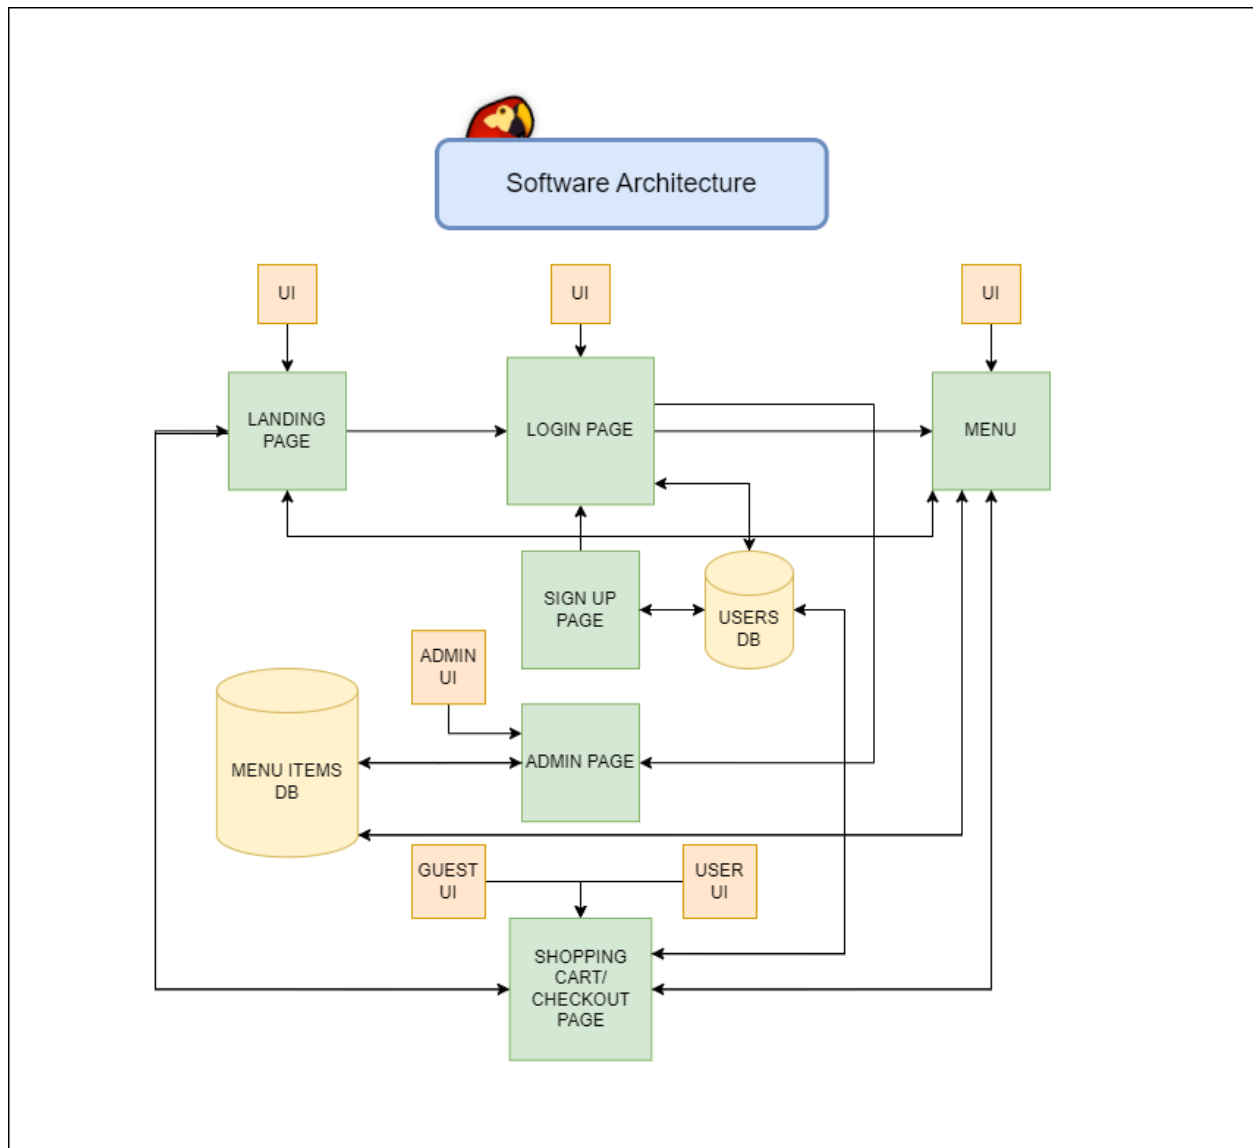 Software Architecture
UI
UI
UI
LANDING
PAGE
LOGIN PAGE
MENU
SIGN UP
PAGE
USERS
DB
ADMIN
UI
MENU ITEMS
DB
ADMIN PAGE
GUEST
UI
USER
UI
SHOPPING
CART/
CHECKOUT
PAGE